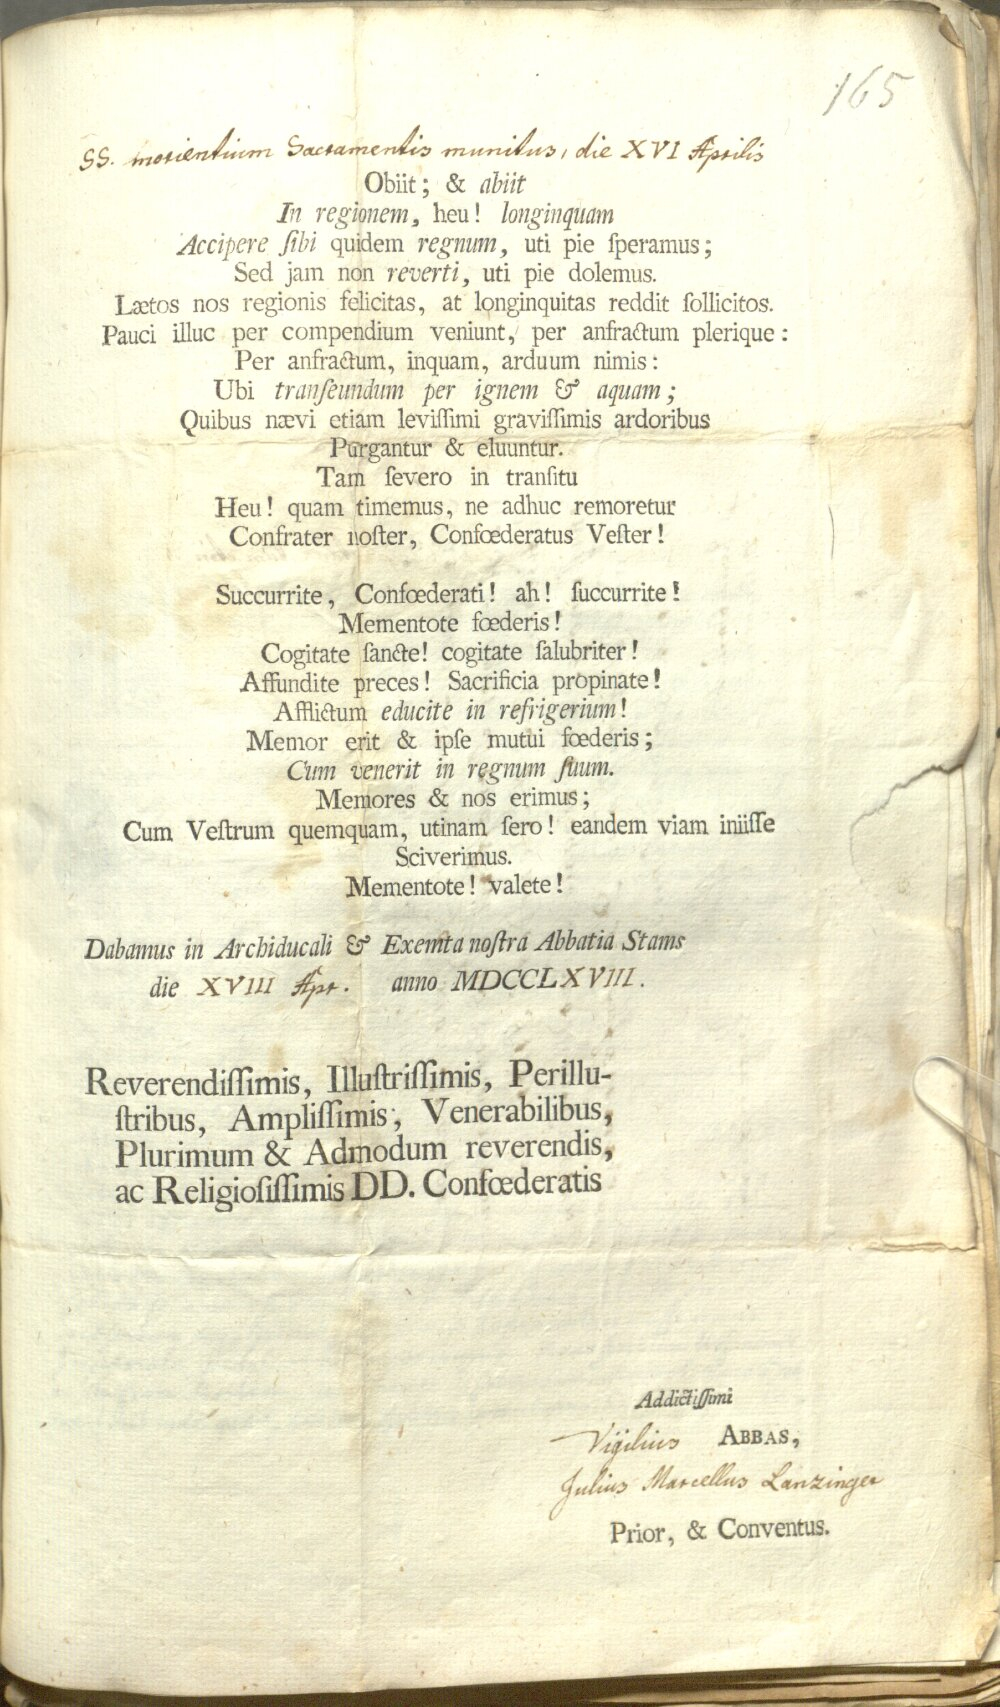 165
SS. morientium Sacramentis munitus, die XVI Aprilis
Obiit; & abiit
In regionem, heu! longinquam
Accipere ſibi quidem regnum, uti pie ſperamus;
Sed jam non reverti, uti pie dolemus.
Lætos nos regionis felicitas, at longinquitas reddit ſollicitos.
Pauci illuc per compendium veniunt, per anfractum plerique:
Per anfractum, inquam, arduum nimis:
Ubi tranſeundum per ignem & aquam;
Quibus nævi etiam leviſſimi graviſſimis ardoribus
Purgantur & eluuntur.
Tam ſevero in tranſitu
Heu! quam timemus, ne adhuc remoretur
Confrater noſter, Confœderatus Veſter!
Succurrite, Confœderati! ah! ſuccurrite!
Mementote fœderis!
Cogitate ſancte! cogitate ſalubriter!
Affundite preces! Sacrificia propinate!
Afflictum educite in refrigerium!
Memor erit & ipſe mutui fœderis;
Cum venerit in regnum ſuum.
Memores & nos erimus;
Cum Veſtrum quemquam, utinam ſero! eandem viam iniiſſe
Sciverimus.
Mementote! valete!
Dabamus in Archiducali & Exemta noſtra Abbatia Stams
die XVIII Apr. anno MDCCLXVIII.
Reverendiſſimis, Illuſtriſſimis, Perillu-
ſtribus, Ampliſſimis, Venerabilibus,
Plurimum & Admodum reverendis,
ac Religioſiſſimis DD. Confœderatis
Addictiſſimi
Vigilius ABBAS,
Julius Marcellus Lanzinger
Prior, & Conventus.